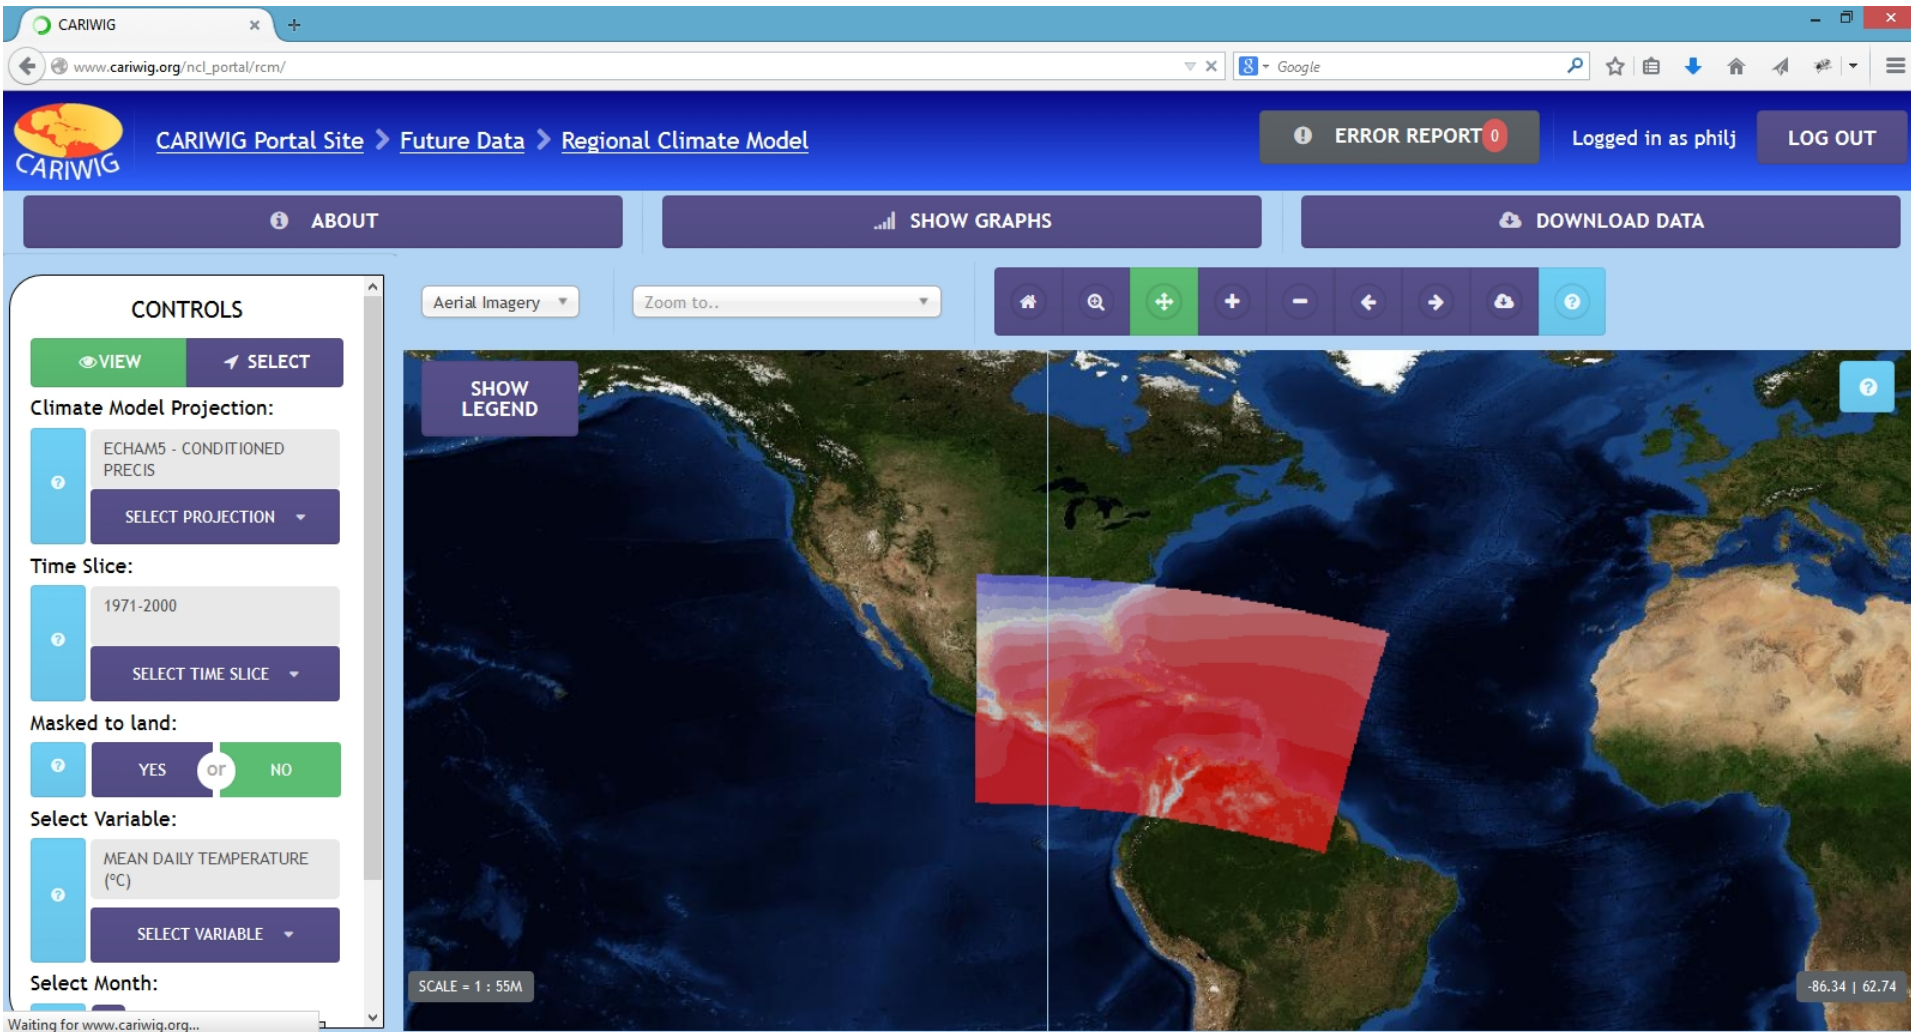 CARIWIG
www.cariwig.org/ncl_portal/rcm/
Google
CARIWIG
CARIWIG Portal Site
Future Data
Regional Climate Model
ERROR REPORT 0
Logged in as philj
LOG OUT
ABOUT
SHOW GRAPHS
DOWNLOAD DATA
CONTROLS
VIEW
SELECT
Climate Model Projection:
ECHAM5 - CONDITIONED
PRECIS
SELECT PROJECTION
Time Slice:
1971-2000
SELECT TIME SLICE
Masked to land:
YES or NO
Select Variable:
MEAN DAILY TEMPERATURE
(ºC)
SELECT VARIABLE
Select Month:
Waiting for www.cariwig.org...
Aerial Imagery
Zoom to..
SHOW
LEGEND
SCALE = 1 : 55M
-86.34 | 62.74